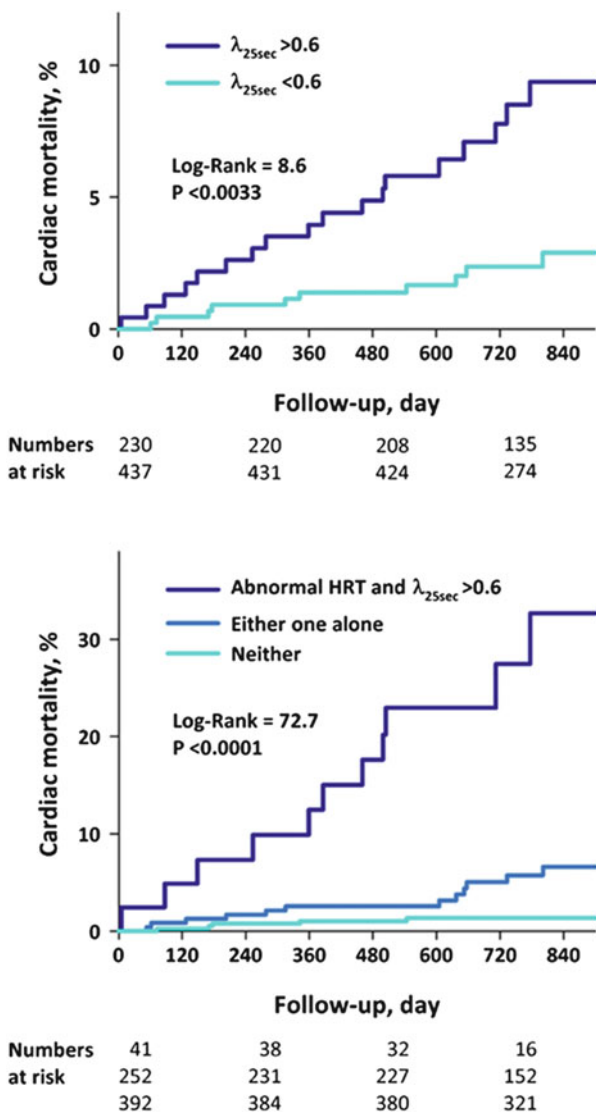 λ25sec >0.6
λ25sec <0.6
Log-Rank = 8.6
P <0.0033
Cardiac mortality, %
10
5
0
0 120 240 360 480 600 720 840
Follow-up, day
Numbers 230 220 208 135
at risk 437 431 424 274
Abnormal HRT and λ25sec >0.6
Either one alone
Neither
Log-Rank = 72.7
P <0.0001
Cardiac mortality, %
30
20
10
0
0 120 240 360 480 600 720 840
Follow-up, day
Numbers 41 38 32 16
at risk 252 231 227 152
392 384 380 321